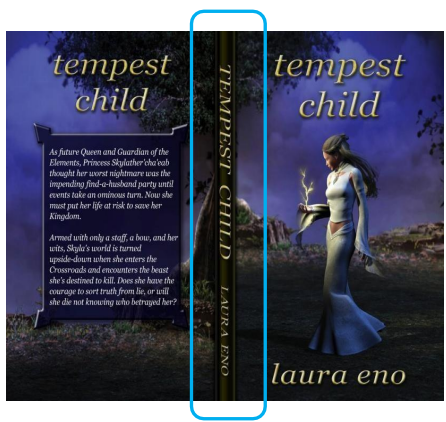 tempest
child
As future Queen and Guardian of the
Elements, Princess Skylather'cha'eab
thought her worst nightmare was the
impending find-a-husband party until
events take an ominous turn. Now she
must put her life at risk to save her
Kingdom.
Armed with only a staff, a bow, and her
wits, Skyla's world is turned
upside-down when she enters the
Crossroads and encounters the beast
she's destined to kill. Does she have the
courage to sort truth from lie, or will
she die not knowing who betrayed her?
TEMPEST CHILD LAURA ENO
tempest
child
laura eno